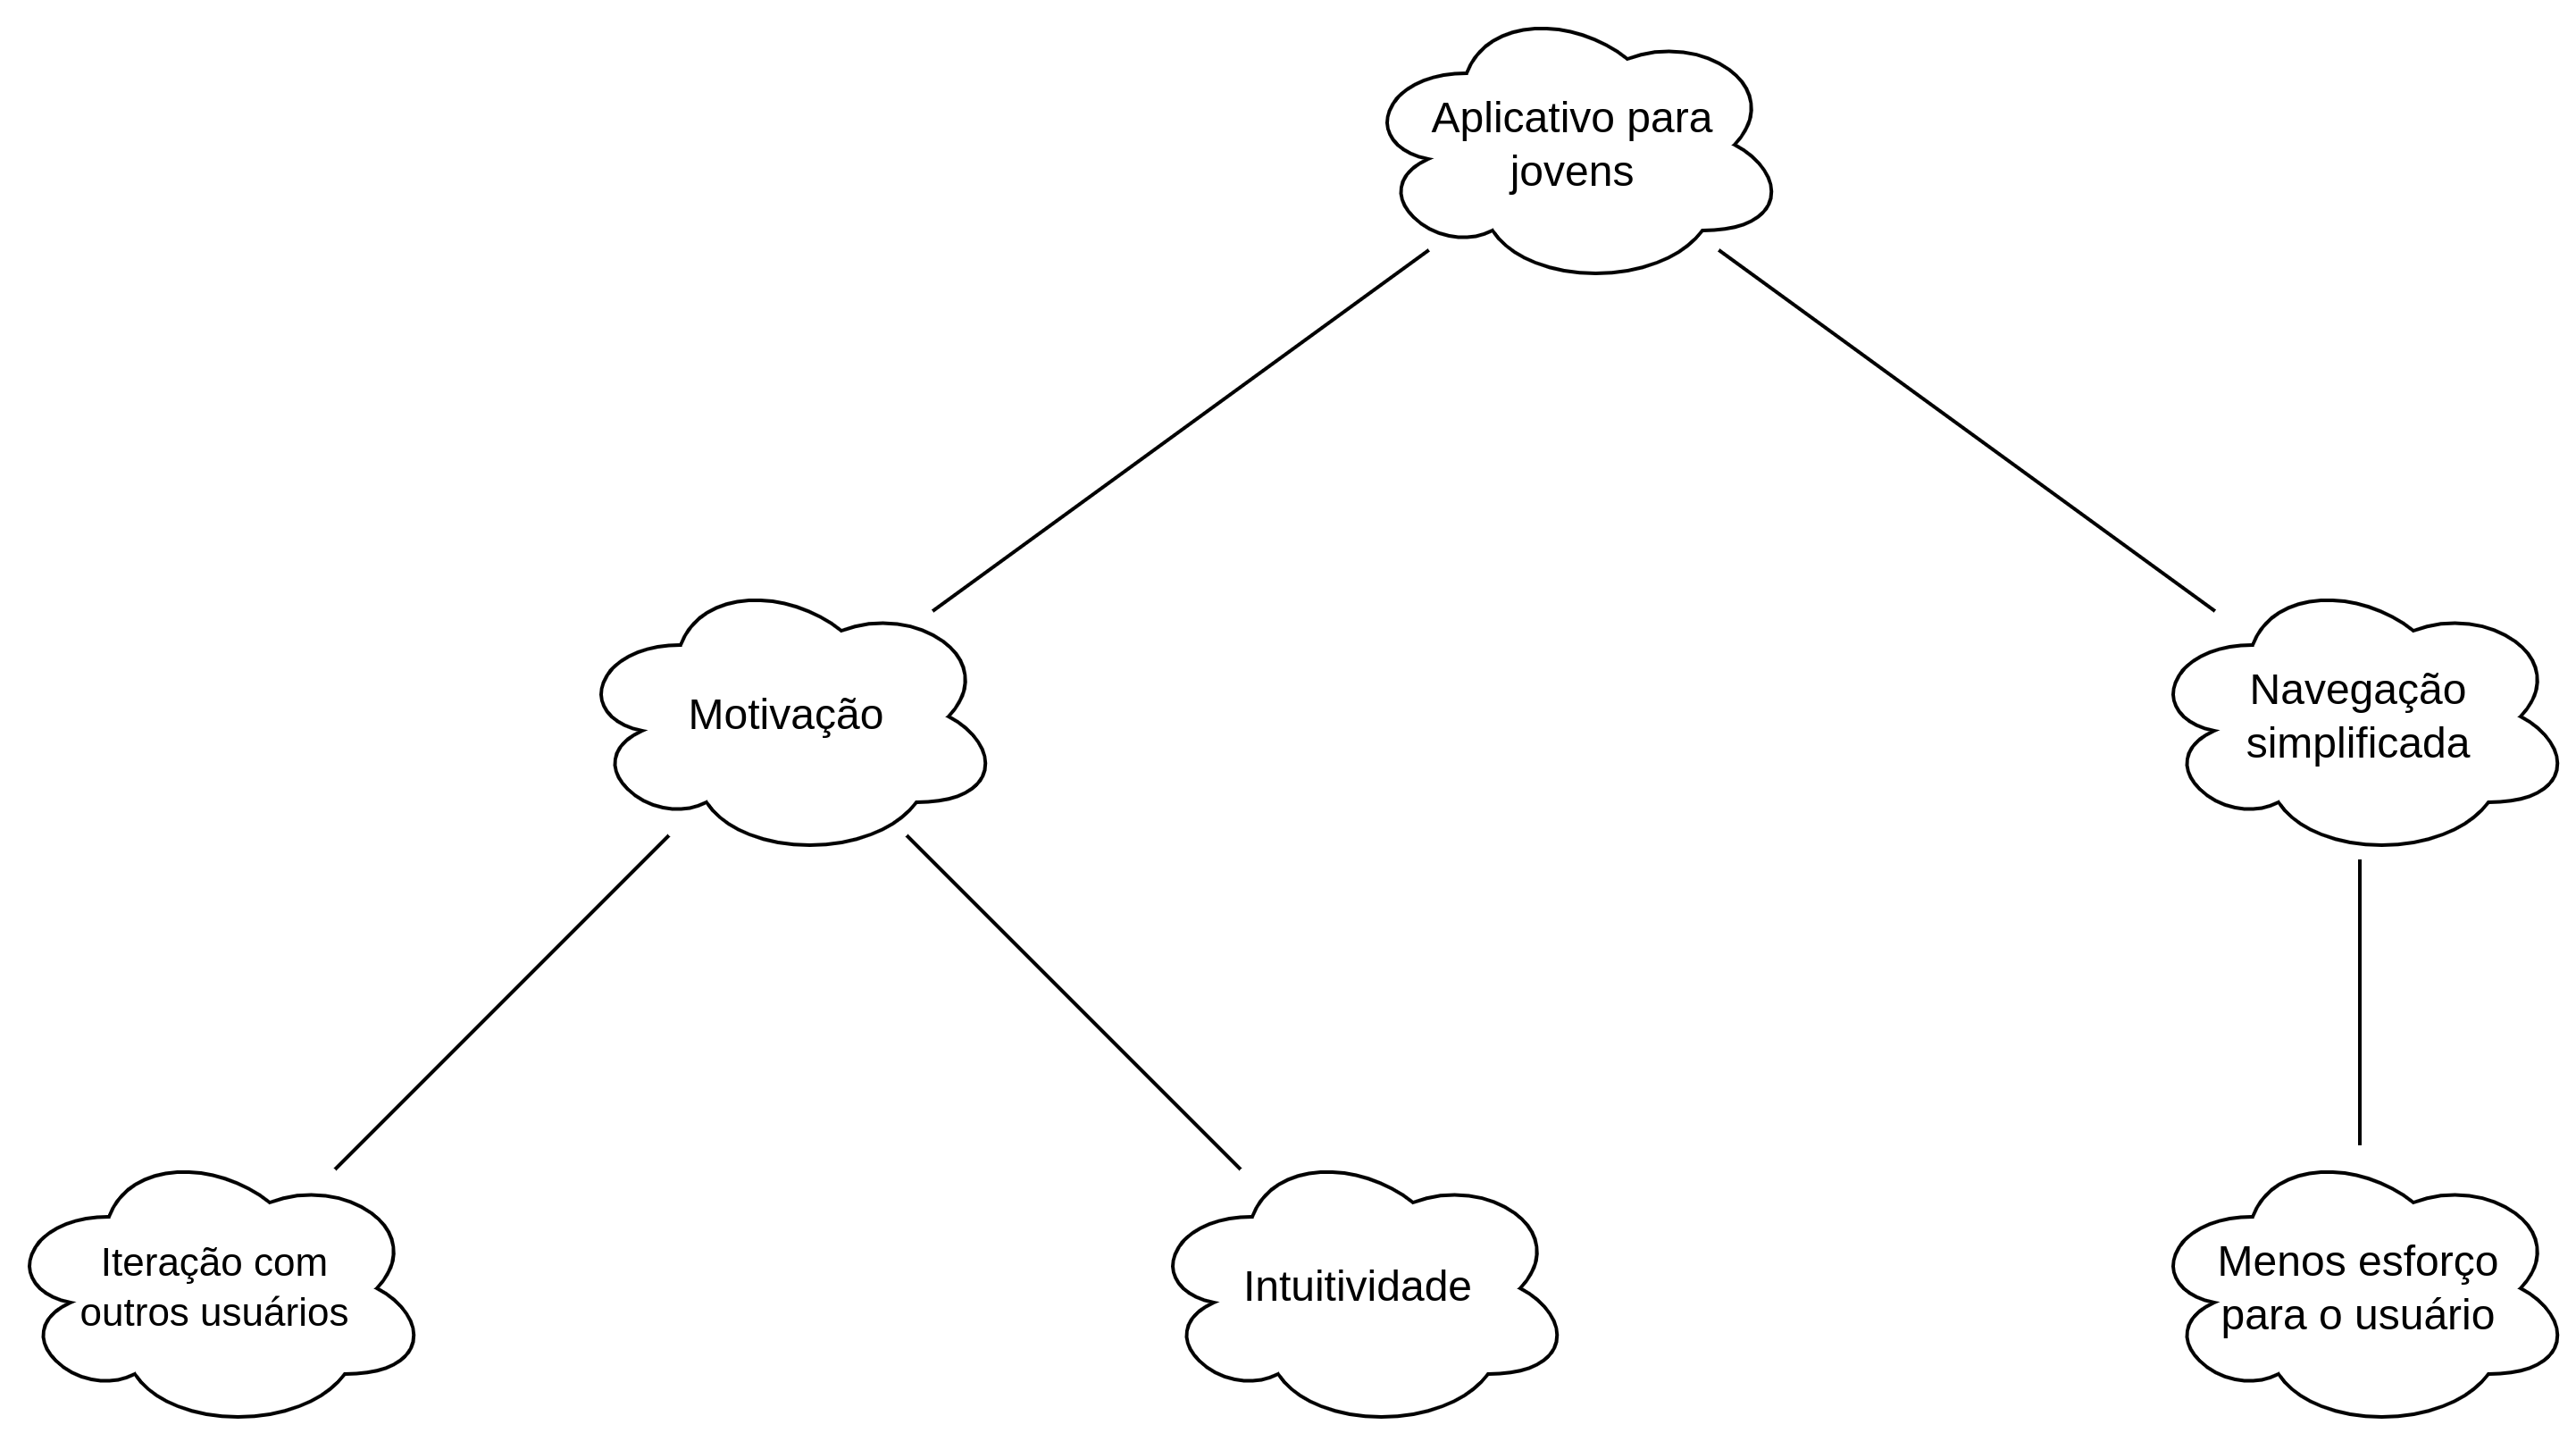 Aplicativo para
jovens
Motivação
Navegação
simplificada
Iteração com
outros usuários
Intuitividade
Menos esforço
para o usuário